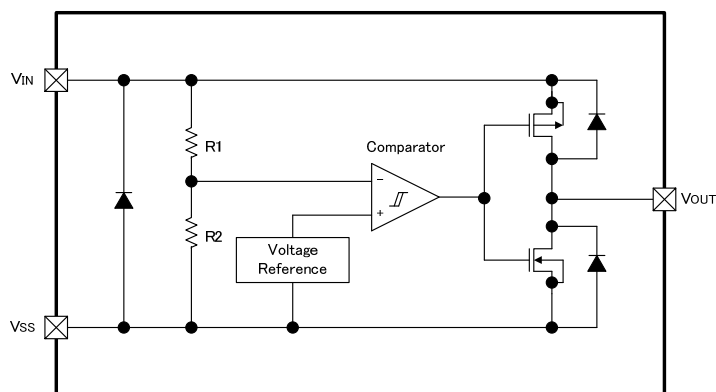 VIN
R1
Comparator
−
+
R2
Voltage
Reference
VOUT
VSS